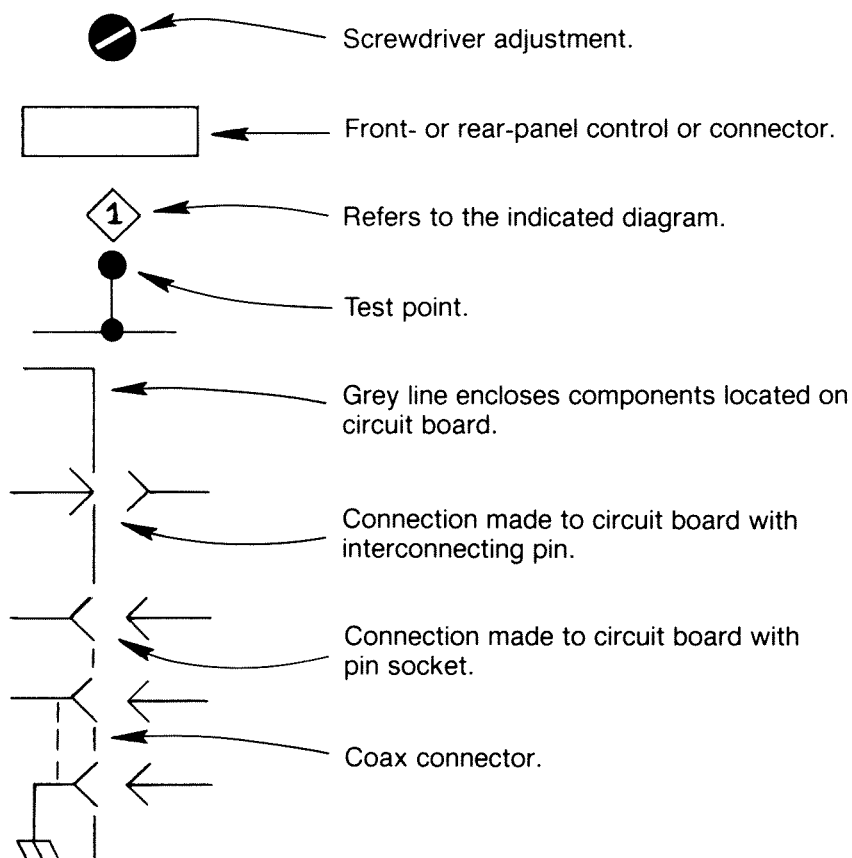 Screwdriver adjustment.
Front- or rear-panel control or connector.
1
Refers to the indicated diagram.
Test point.
Grey line encloses components located on
circuit board.
Connection made to circuit board with
interconnecting pin.
Connection made to circuit board with
pin socket.
Coax connector.